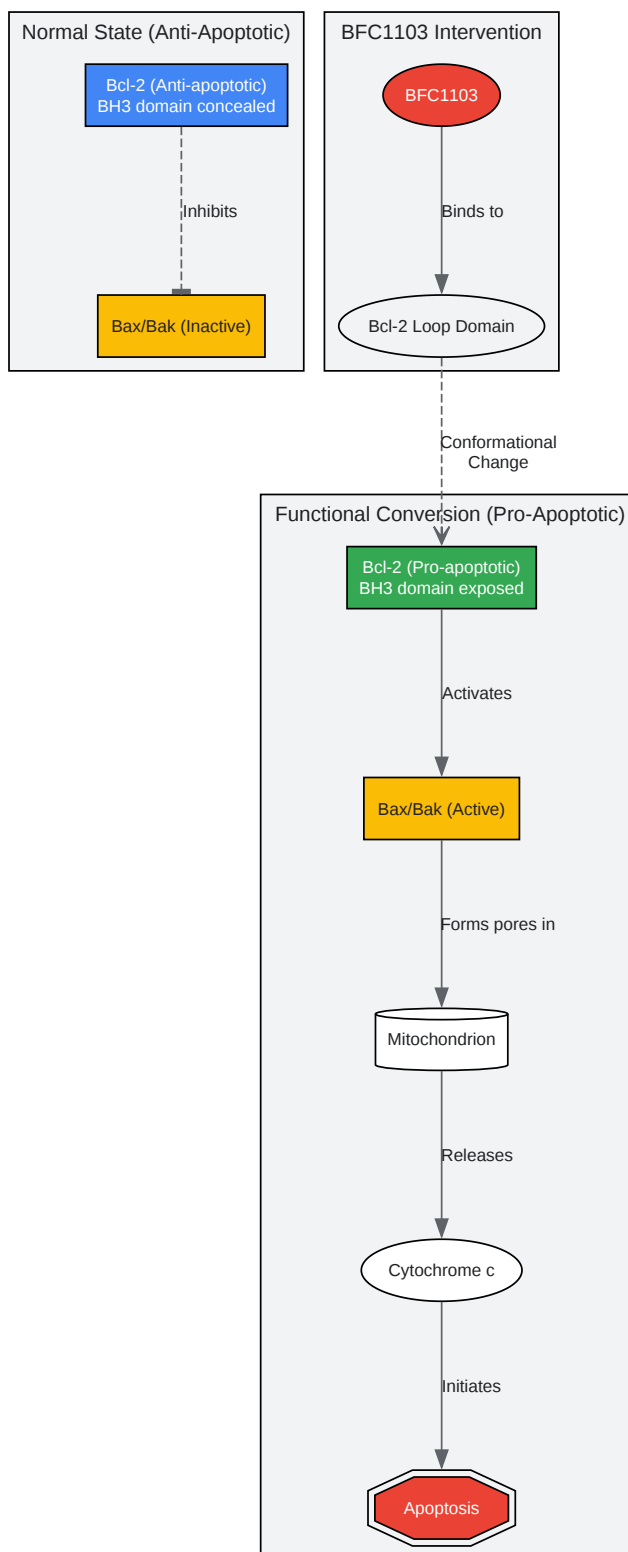 Normal State (Anti-Apoptotic)
Bcl-2 (Anti-apoptotic)
BH3 domain concealed
Inhibits
Bax/Bak (Inactive)
BFC1103 Intervention
BFC1103
Binds to
Bcl-2 Loop Domain
Conformational
Change
Functional Conversion (Pro-Apoptotic)
Bcl-2 (Pro-apoptotic)
BH3 domain exposed
Activates
Bax/Bak (Active)
Forms pores in
Mitochondrion
Releases
Cytochrome c
Initiates
Apoptosis